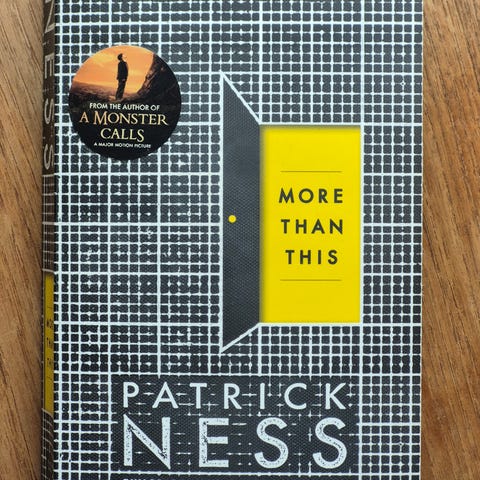 NESS
FROM THE AUTHOR OF
A MONSTER
CALLS
A MAJOR MOTION PICTURE
MORE
THAN
THIS
PATRICK
NESS